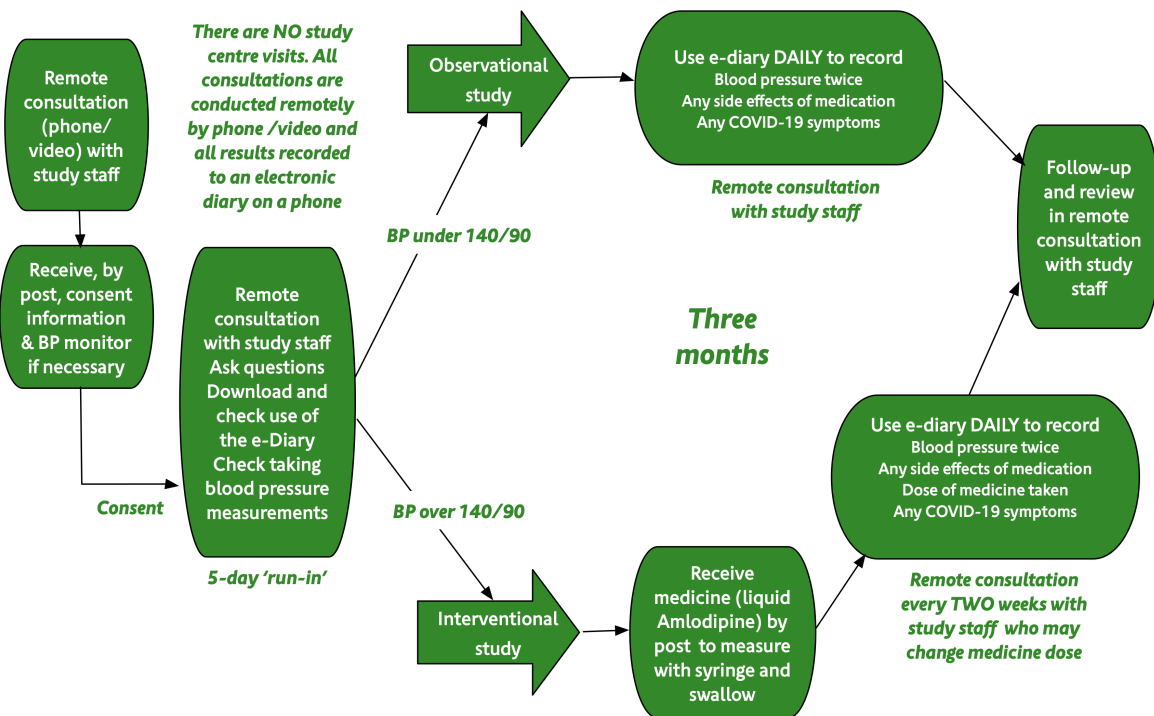 Remote
consultation
(phone/
video) with
study staff
Receive, by
post, consent
information
& BP monitor
if necessary
Consent
There are NO study
centre visits. All
consultations are
conducted remotely
by phone /video and
all results recorded
to an electronic
diary on a phone
Remote
consultation
with study staff
Ask questions
Download and
check use of
the e-Diary
Check taking
blood pressure
measurements
5-day ‘run-in’
BP under 140/90
Observational
study
Use e-diary DAILY to record
Blood pressure twice
Any side effects of medication
Any COVID-19 symptoms
Remote consultation
with study staff
BP over 140/90
Interventional
study
Receive
medicine (liquid
Amlodipine) by
post to measure
with syringe and
swallow
Use e-diary DAILY to record
Blood pressure twice
Any side effects of medication
Dose of medicine taken
Any COVID-19 symptoms
Remote consultation
every TWO weeks with
study staff who may
change medicine dose
Three
months
Follow-up
and review
in remote
consultation
with study
staff